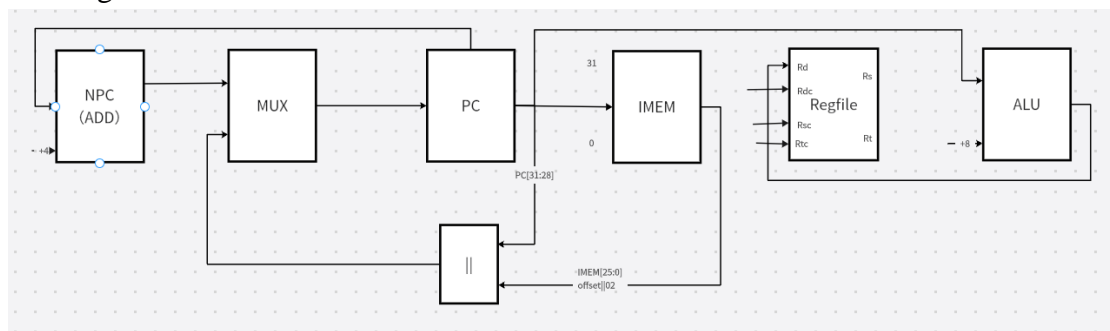 NPC
（ADD）
+4
MUX
PC
31
0
IMEM
Rd
Rdc
Rs
Regfile
Rsc
Rtc
Rt
ALU
+8
PC[31:28]
||
IMEM[25:0]
offset||02